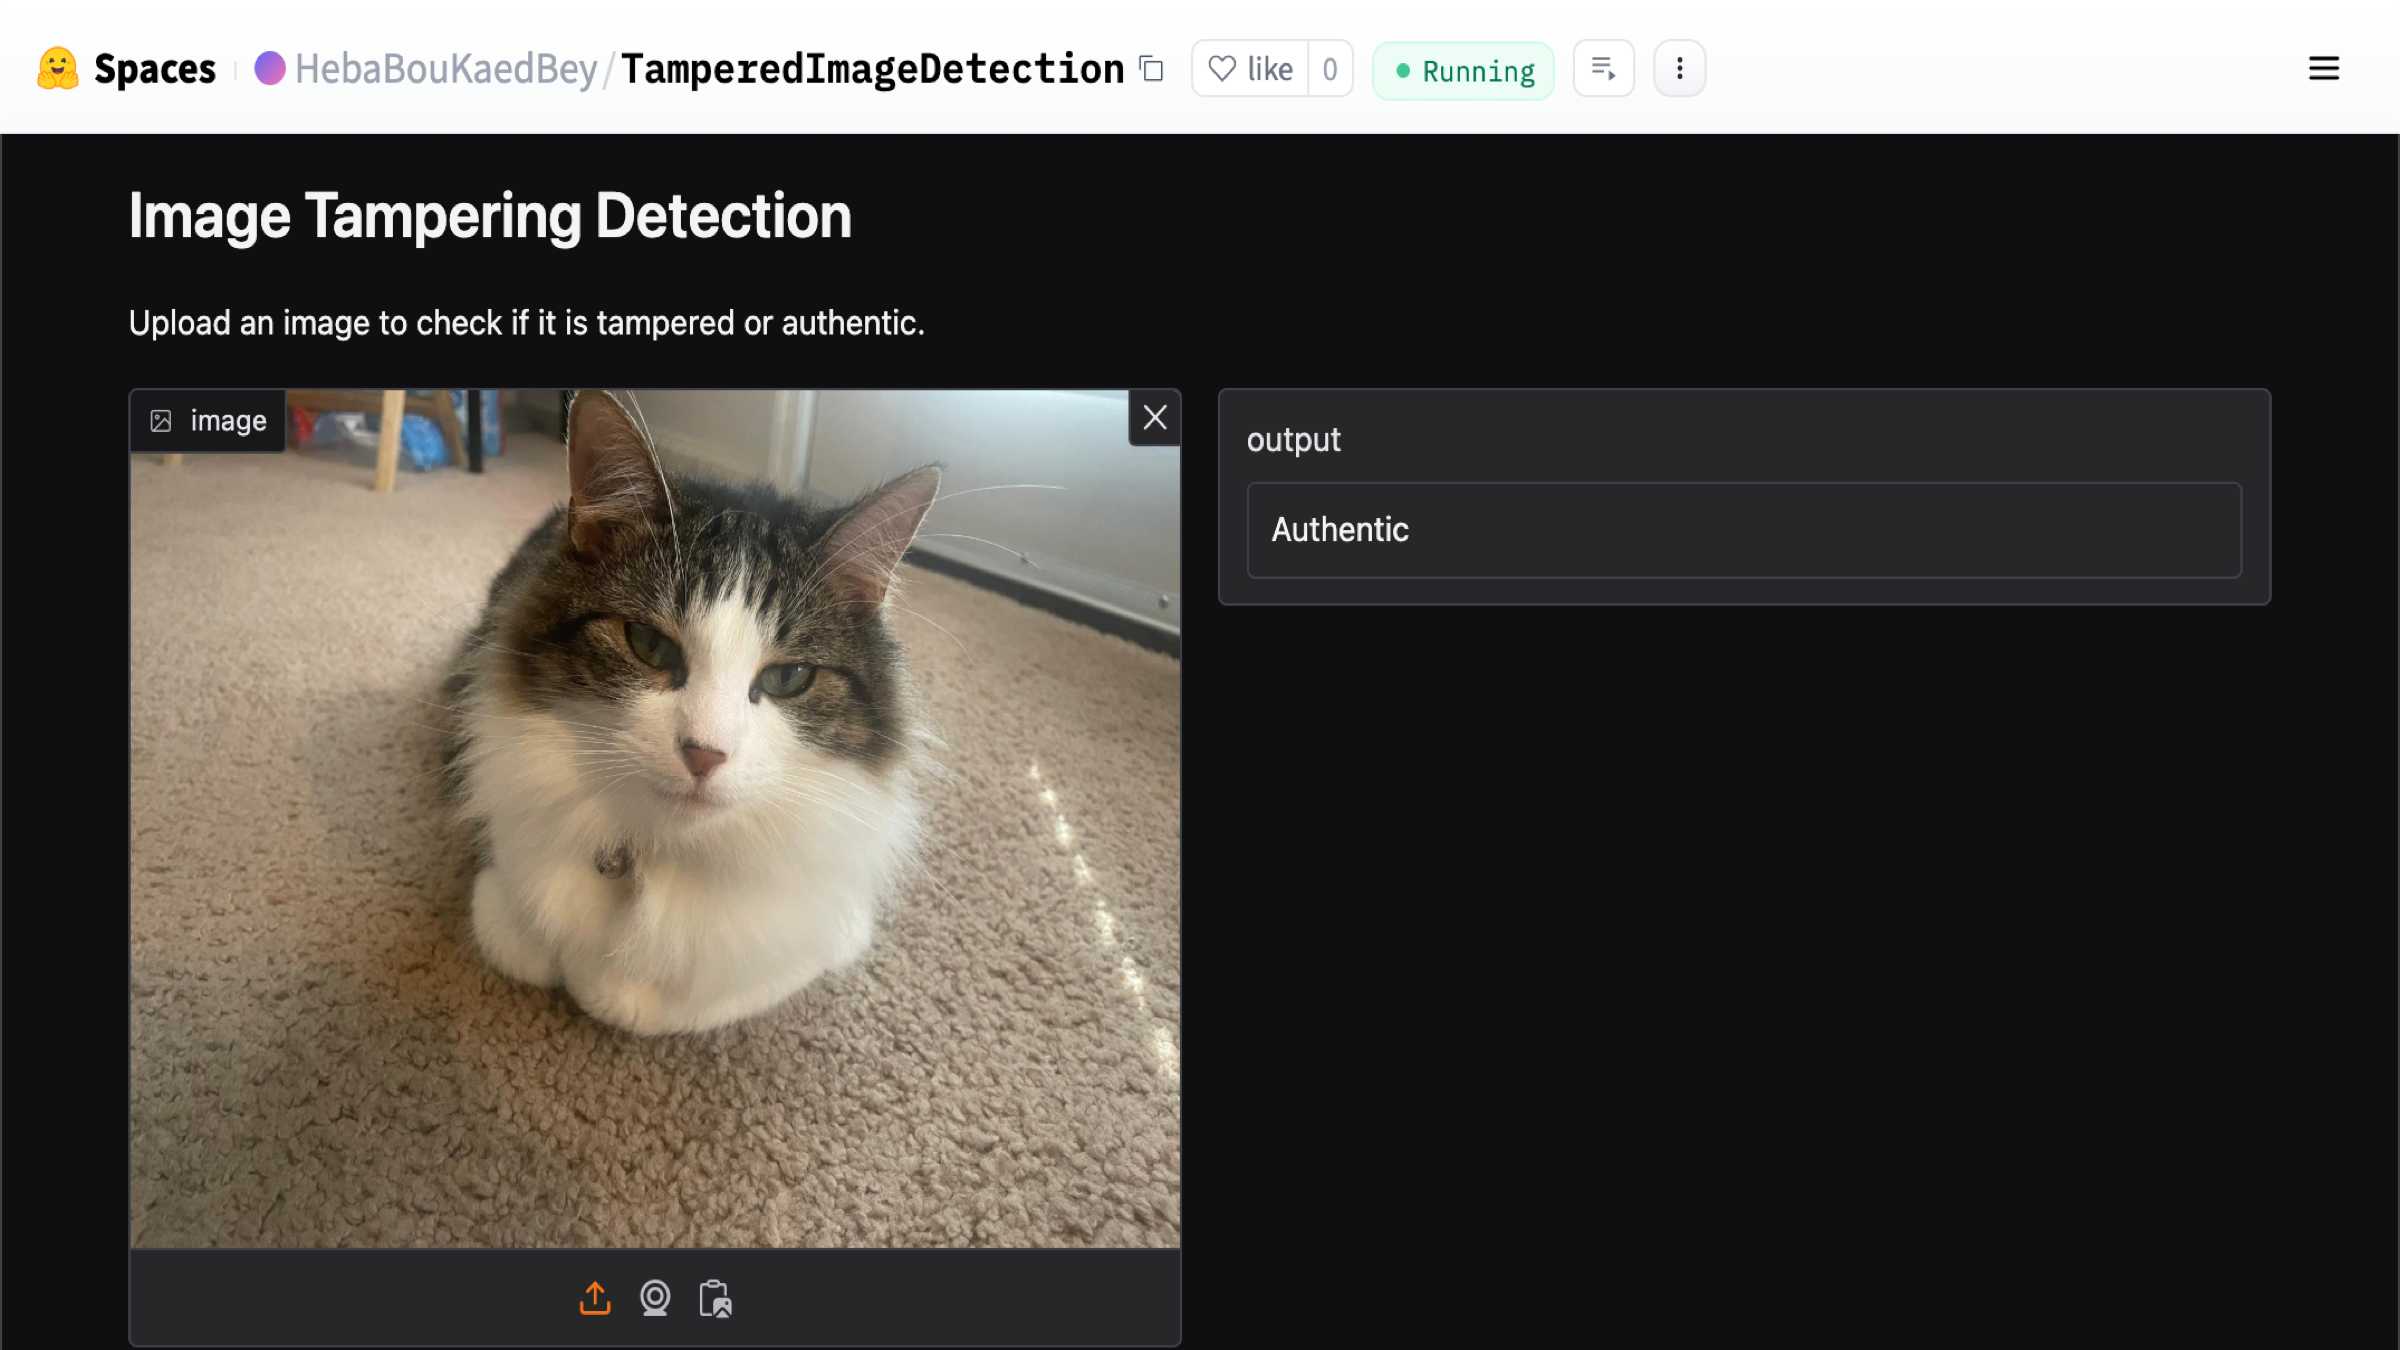 Spaces HebaBouKaedBey/TamperedImageDetection like 0 Running
Image Tampering Detection
Upload an image to check if it is tampered or authentic.
image
output
Authentic